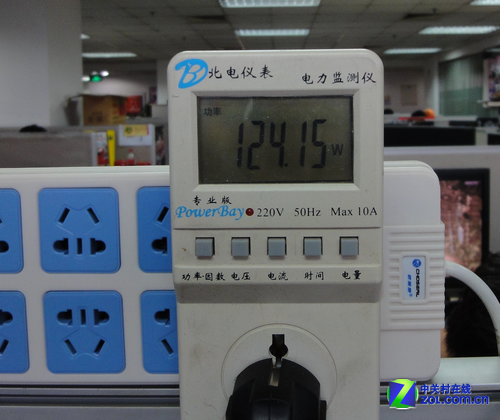 北电仪表 电力监测仪
功率
124.15 W
专业版
PowerBay 220V 50Hz Max 10A
功率·因数 电压 电流 时间 电量
CHOSEAL
中关村在线
ZOL.COM.CN